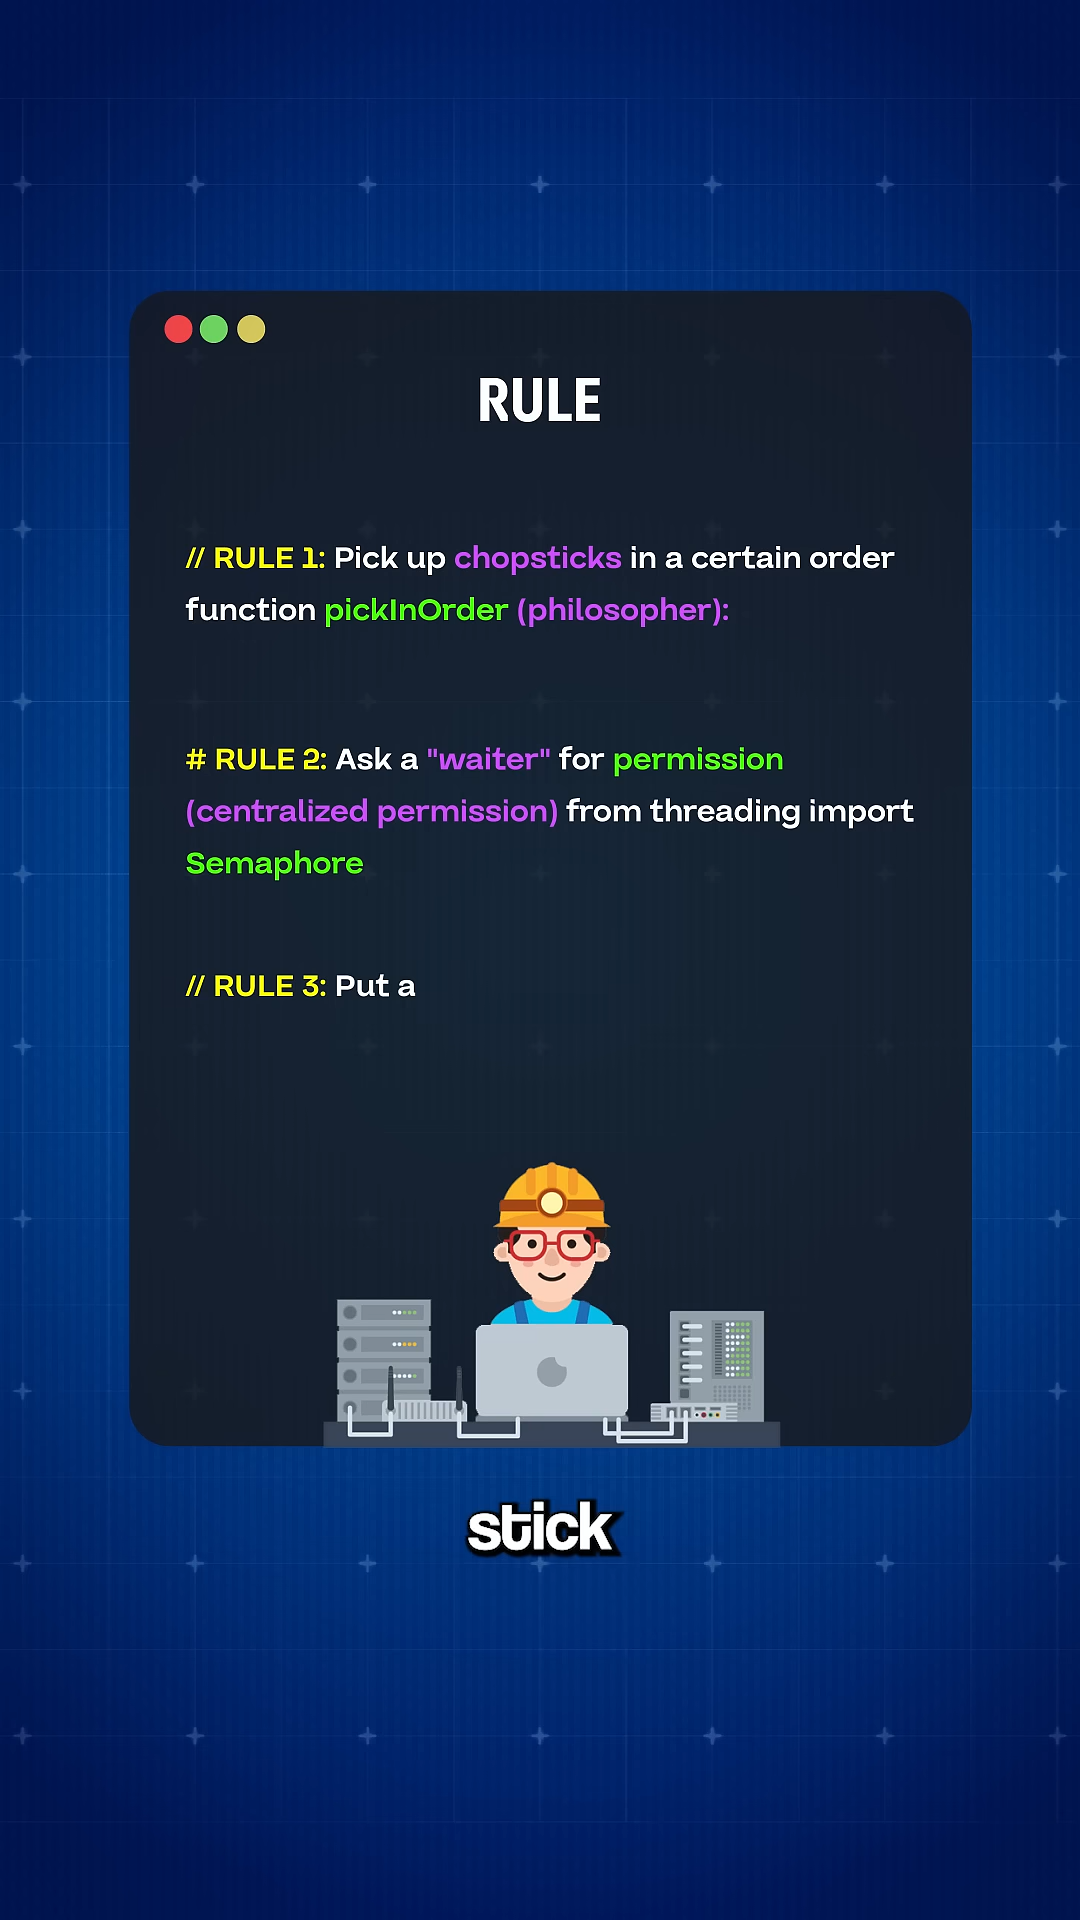 RULE
// RULE 1: Pick up chopsticks in a certain order
function pickInOrder (philosopher):
# RULE 2: Ask a "waiter" for permission
(centralized permission) from threading import
Semaphore
// RULE 3: Put a
stick